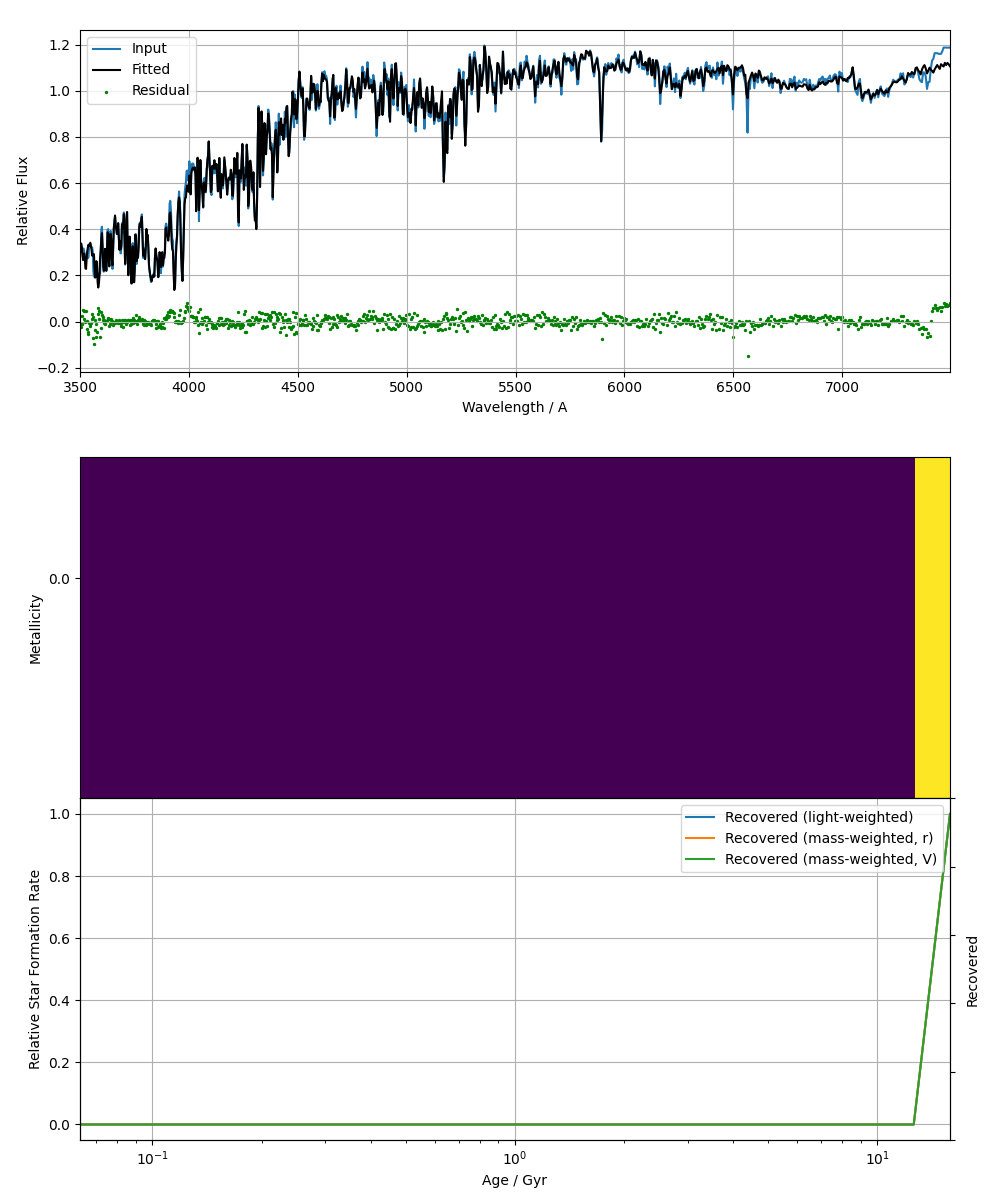 Input
Fitted
Residual
Relative Flux
1.2
1.0
0.8
0.6
0.4
0.2
0.0
−0.2
3500 4000 4500 5000 5500 6000 6500 7000
Wavelength / A
Metallicity
0.0
Recovered (light-weighted)
Recovered (mass-weighted, r)
Recovered (mass-weighted, V)
Relative Star Formation Rate
1.0
0.8
0.6
0.4
0.2
0.0
Recovered
10⁻¹ 10⁰ 10¹
Age / Gyr